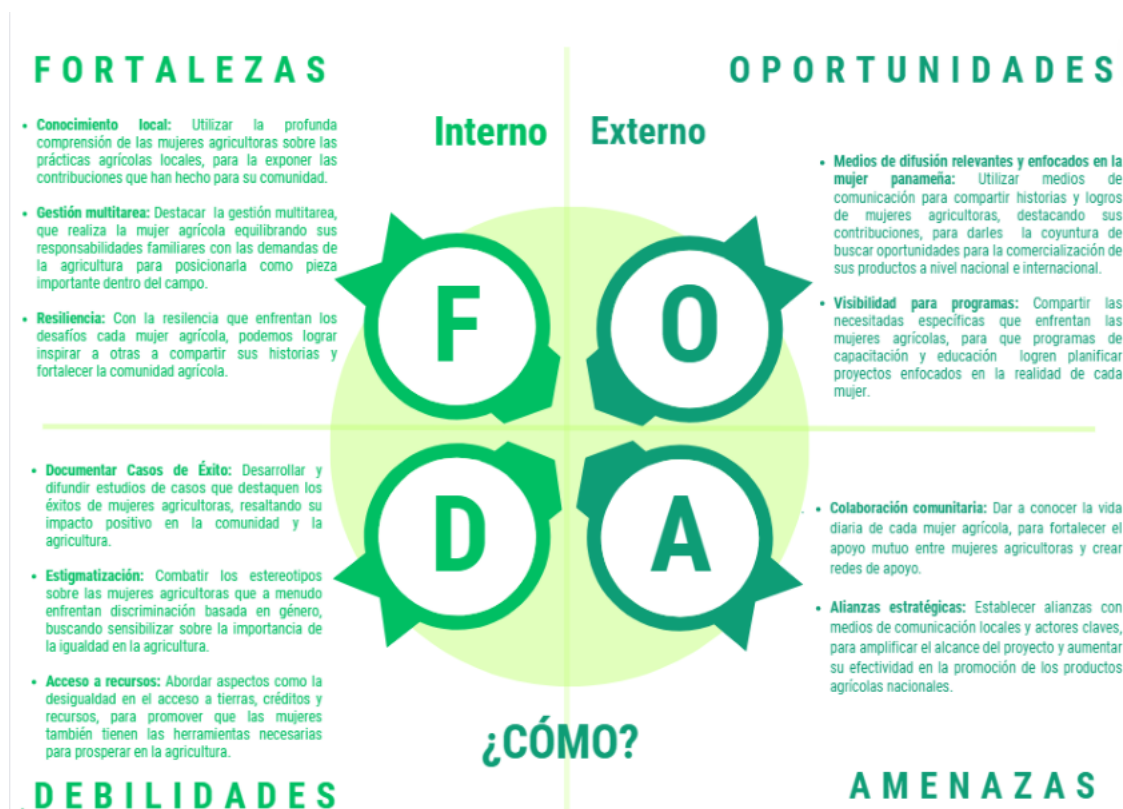 FORTALEZAS
• Conocimiento local: Utilizar la profunda
comprensión de las mujeres agricultoras sobre las
prácticas agrícolas locales, para la exponer las
contribuciones que han hecho para su comunidad.
• Gestión multitarea: Destacar la gestión multitarea,
que realiza la mujer agrícola equilibrando sus
responsabilidades familiares con las demandas de
la agricultura para posicionarla como pieza
importante dentro del campo.
• Resiliencia: Con la resiliencia que enfrentan los
desafíos cada mujer agrícola, podemos lograr
inspirar a otras a compartir sus historias y
fortalecer la comunidad agrícola.
Interno
Externo
OPORTUNIDADES
• Medios de difusión relevantes y enfocados en la
mujer panameña: Utilizar medios de
comunicación para compartir historias y logros
de mujeres agricultoras, destacando sus
contribuciones, para darles la coyuntura de
buscar oportunidades para la comercialización de
sus productos a nivel nacional e internacional.
• Visibilidad para programas: Compartir las
necesitadas específicas que enfrentan las
mujeres agrícolas, para que programas de
capacitación y educación logren planificar
proyectos enfocados en la realidad de cada
mujer.
F
O
D
A
• Documentar Casos de Éxito: Desarrollar y
difundir estudios de casos que destaquen los
éxitos de mujeres agricultoras, resaltando su
impacto positivo en la comunidad y la
agricultura.
• Estigmatización: Combatir los estereotipos
sobre las mujeres agricultoras que a menudo
enfrentan discriminación basada en género,
buscando sensibilizar sobre la importancia de
la igualdad en la agricultura.
• Acceso a recursos: Abordar aspectos como la
desigualdad en el acceso a tierras, créditos y
recursos, para promover que las mujeres
también tienen las herramientas necesarias
para prosperar en la agricultura.
DEBILIDADES
¿CÓMO?
• Colaboración comunitaria: Dar a conocer la vida
diaria de cada mujer agrícola, para fortalecer el
apoyo mutuo entre mujeres agricultoras y crear
redes de apoyo.
• Alianzas estratégicas: Establecer alianzas con
medios de comunicación locales y actores claves,
para amplificar el alcance del proyecto y aumentar
su efectividad en la promoción de los productos
agrícolas nacionales.
AMENAZAS